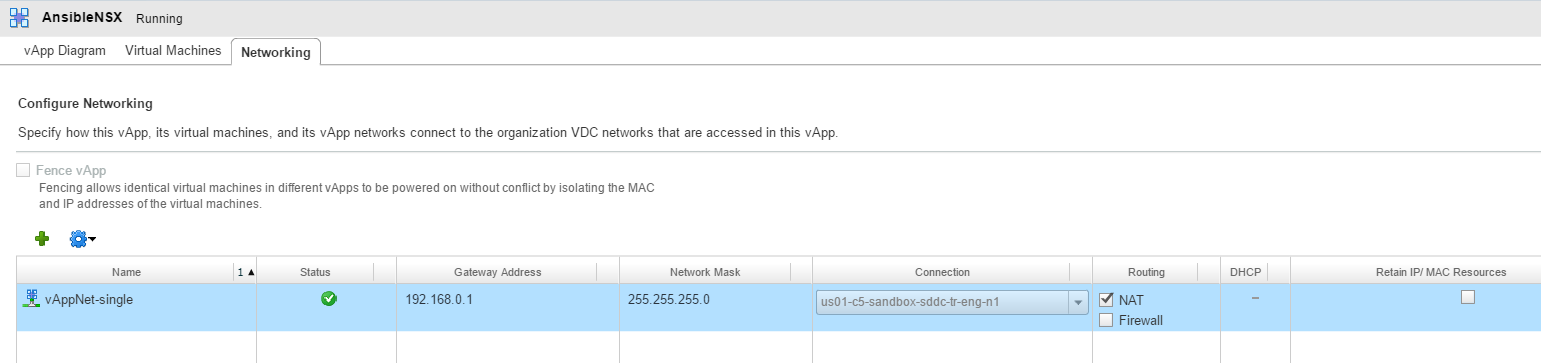 AnsibleNSX Running
vApp Diagram Virtual Machines Networking
Configure Networking
Specify how this vApp, its virtual machines, and its vApp networks connect to the organization VDC networks that are accessed in this vApp.
Fence vApp
Fencing allows identical virtual machines in different vApps to be powered on without conflict by isolating the MAC
and IP addresses of the virtual machines.
Name 1 ▲ Status Gateway Address Network Mask Connection Routing DHCP Retain IP/ MAC Resources
vAppNet-single 192.168.0.1 255.255.255.0 us01-c5-sandbox-sddc-tr-eng-n1 NAT –
Firewall